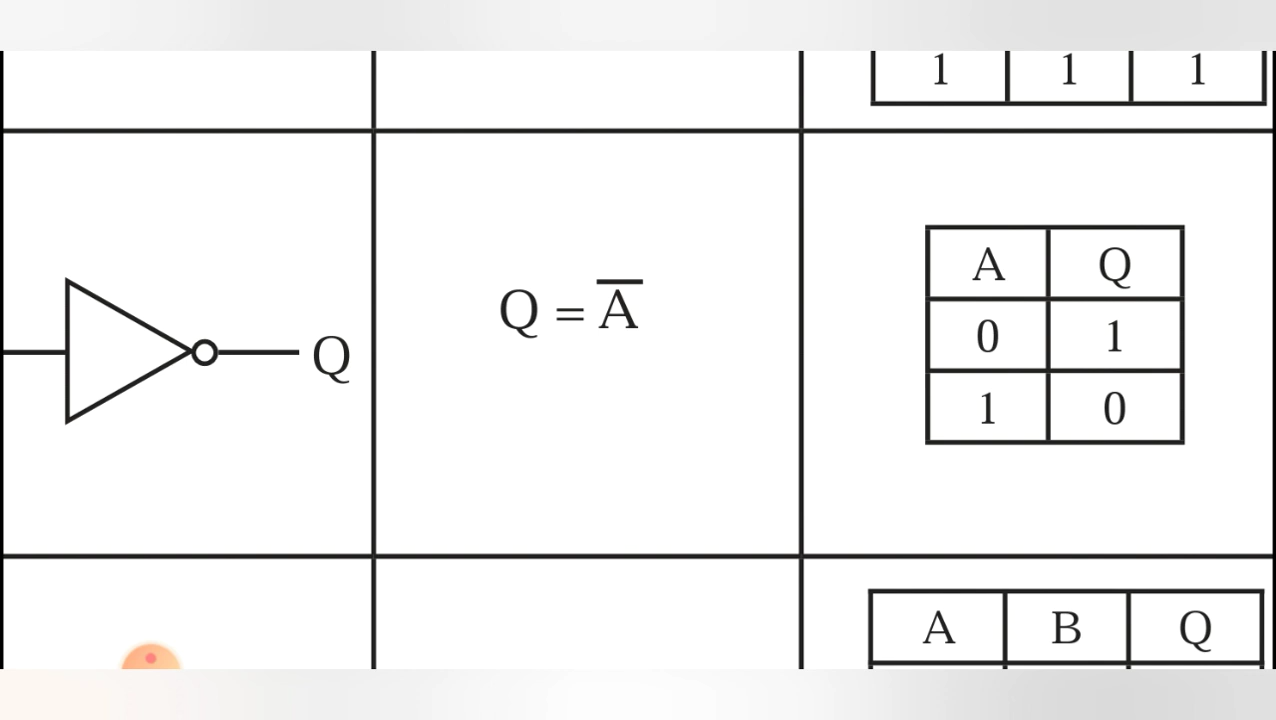 1 1 1
Q
Q = A̅
A Q
0 1
1 0
A B Q